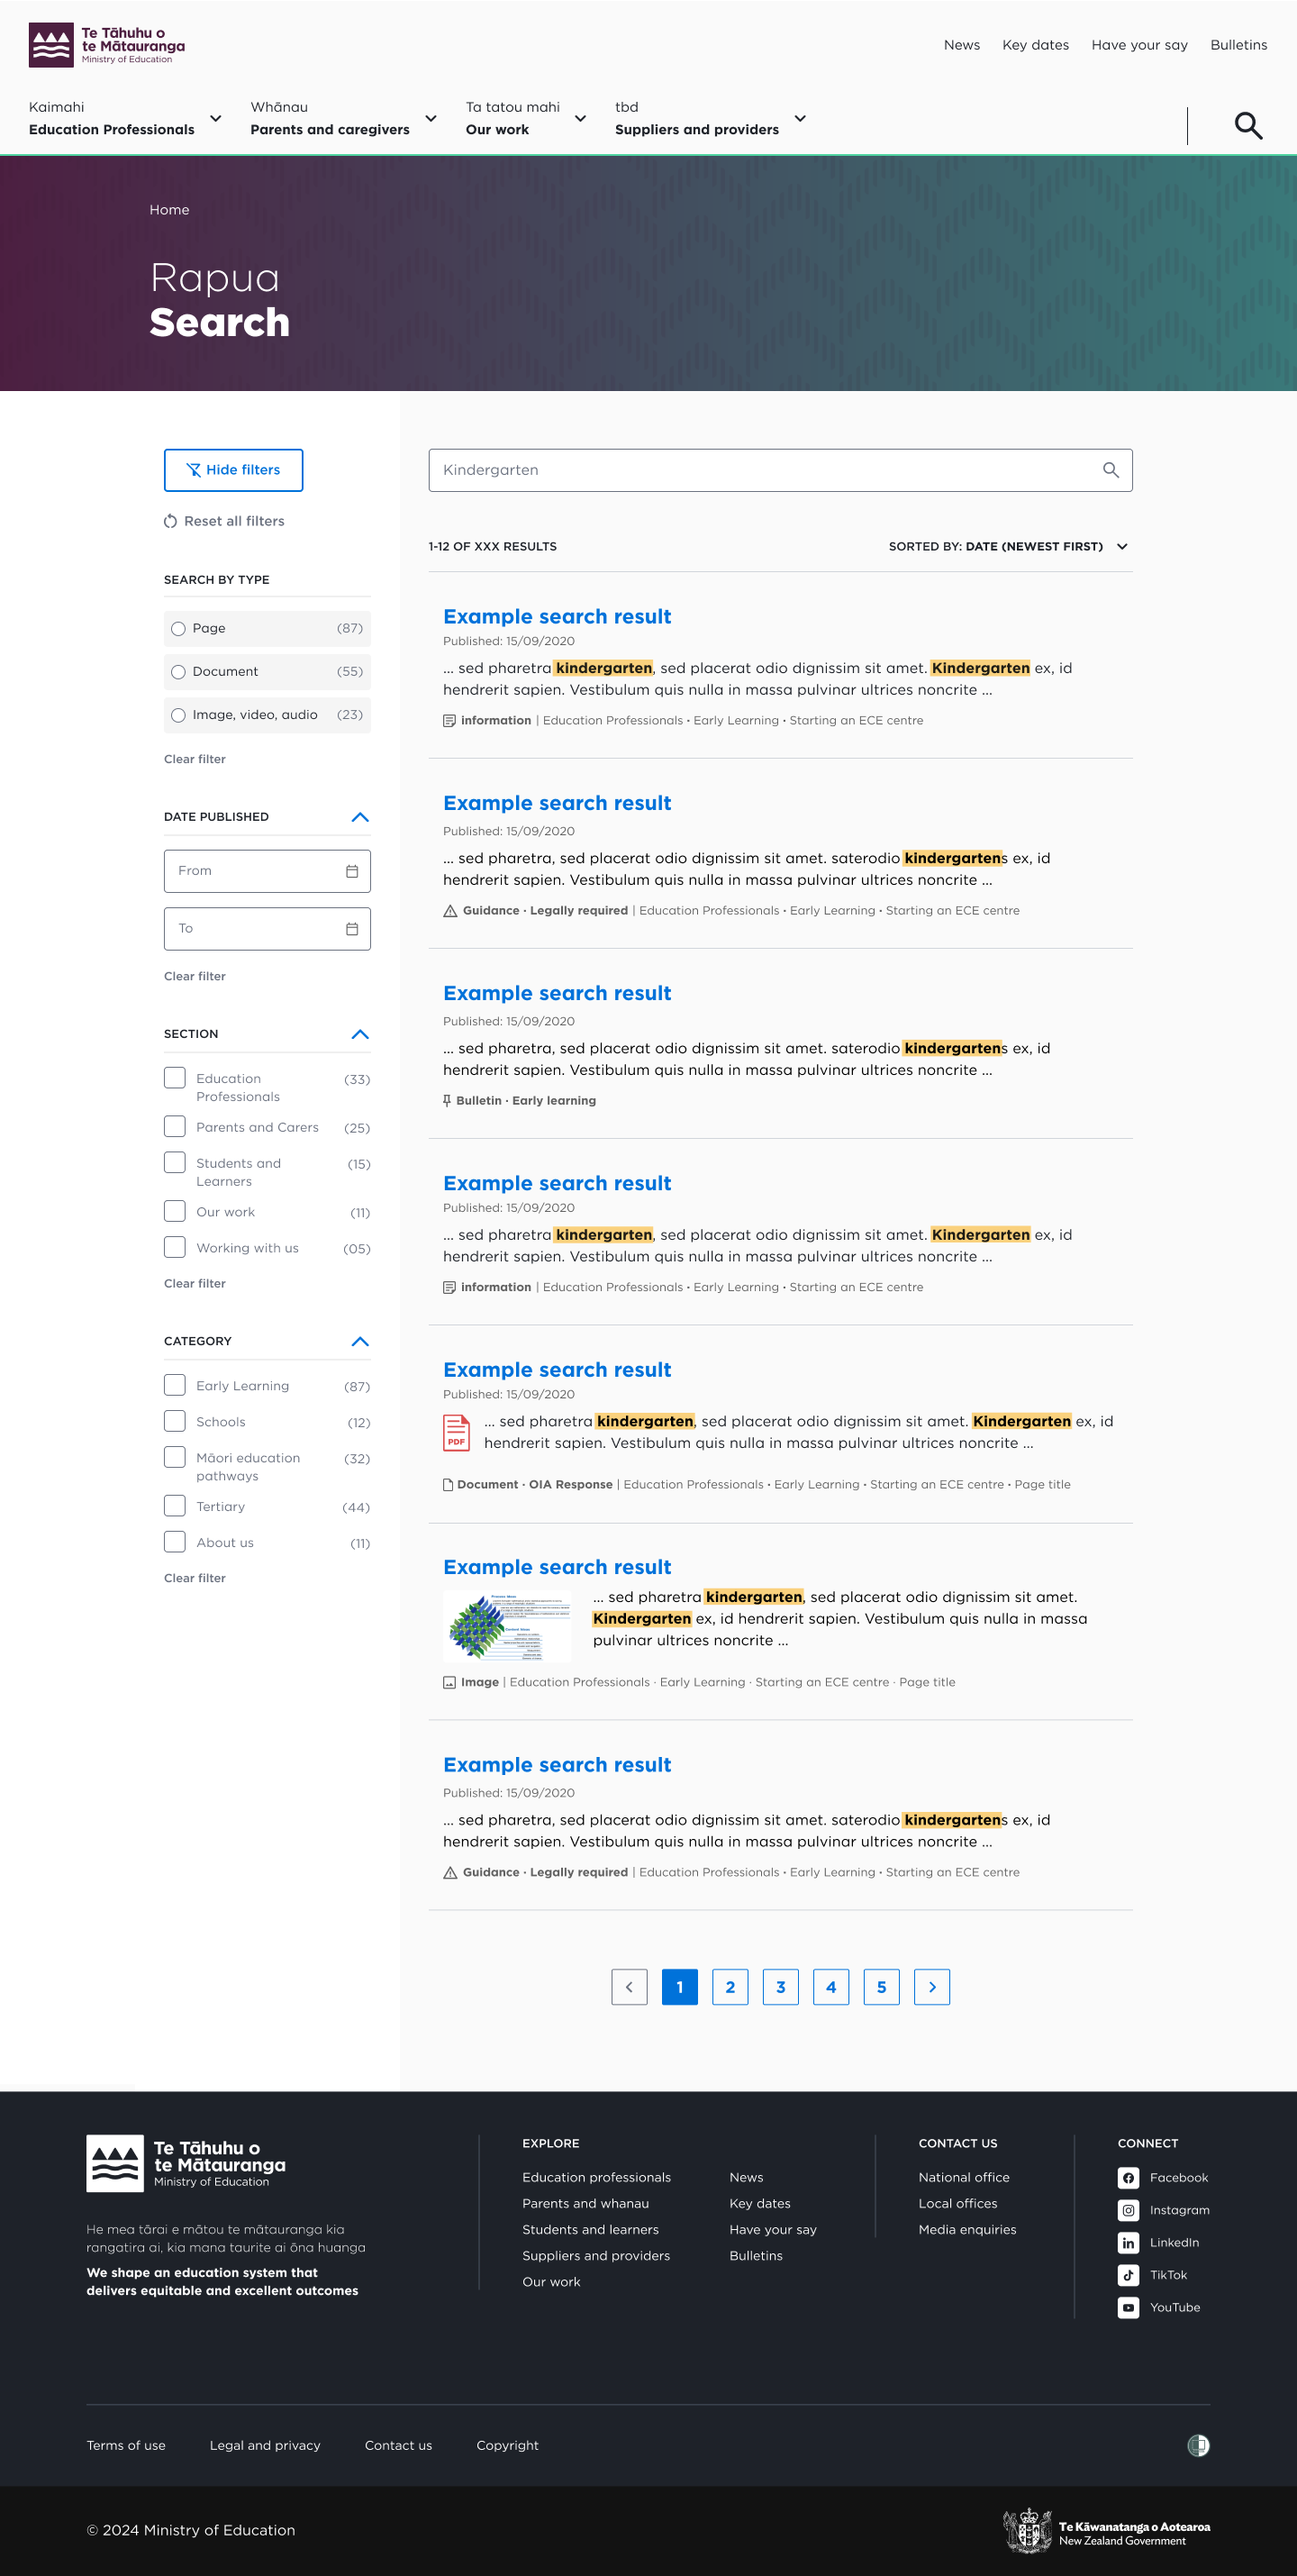 Te Tāhuhu o
te Mātauranga
Ministry of Education
News Key dates Have your say Bulletins
Kaimahi
Education Professionals
Whānau
Parents and caregivers
Ta tatou mahi
Our work
tbd
Suppliers and providers
Home
Rapua
Search
Hide filters
Reset all filters
SEARCH BY TYPE
Page (87)
Document (55)
Image, video, audio (23)
Clear filter
DATE PUBLISHED
From
To
Clear filter
SECTION
Education
Professionals (33)
Parents and Carers (25)
Students and
Learners (15)
Our work (11)
Working with us (05)
Clear filter
CATEGORY
Early Learning (87)
Schools (12)
Māori education
pathways (32)
Tertiary (44)
About us (11)
Clear filter
Kindergarten
1-12 OF XXX RESULTS
SORTED BY: DATE (NEWEST FIRST)
Example search result
Published: 15/09/2020
... sed pharetra kindergarten, sed placerat odio dignissim sit amet. Kindergarten ex, id
hendrerit sapien. Vestibulum quis nulla in massa pulvinar ultrices noncrite ...
information | Education Professionals • Early Learning • Starting an ECE centre
Example search result
Published: 15/09/2020
... sed pharetra, sed placerat odio dignissim sit amet. saterodio kindergartens ex, id
hendrerit sapien. Vestibulum quis nulla in massa pulvinar ultrices noncrite ...
Guidance · Legally required | Education Professionals • Early Learning • Starting an ECE centre
Example search result
Published: 15/09/2020
... sed pharetra, sed placerat odio dignissim sit amet. saterodio kindergartens ex, id
hendrerit sapien. Vestibulum quis nulla in massa pulvinar ultrices noncrite ...
Bulletin · Early learning
Example search result
Published: 15/09/2020
... sed pharetra kindergarten, sed placerat odio dignissim sit amet. Kindergarten ex, id
hendrerit sapien. Vestibulum quis nulla in massa pulvinar ultrices noncrite ...
information | Education Professionals • Early Learning • Starting an ECE centre
Example search result
Published: 15/09/2020
PDF
... sed pharetra kindergarten, sed placerat odio dignissim sit amet. Kindergarten ex, id
hendrerit sapien. Vestibulum quis nulla in massa pulvinar ultrices noncrite ...
Document · OIA Response | Education Professionals • Early Learning • Starting an ECE centre • Page title
Example search result
... sed pharetra kindergarten, sed placerat odio dignissim sit amet.
Kindergarten ex, id hendrerit sapien. Vestibulum quis nulla in massa
pulvinar ultrices noncrite ...
Image | Education Professionals · Early Learning · Starting an ECE centre · Page title
Example search result
Published: 15/09/2020
... sed pharetra, sed placerat odio dignissim sit amet. saterodio kindergartens ex, id
hendrerit sapien. Vestibulum quis nulla in massa pulvinar ultrices noncrite ...
Guidance · Legally required | Education Professionals • Early Learning • Starting an ECE centre
1 2 3 4 5
Te Tāhuhu o
te Mātauranga
Ministry of Education
He mea tārai e mātou te mātauranga kia
rangatira ai, kia mana taurite ai ōna huanga
We shape an education system that
delivers equitable and excellent outcomes
EXPLORE
Education professionals
Parents and whanau
Students and learners
Suppliers and providers
Our work
News
Key dates
Have your say
Bulletins
CONTACT US
National office
Local offices
Media enquiries
CONNECT
Facebook
Instagram
LinkedIn
TikTok
YouTube
Terms of use Legal and privacy Contact us Copyright
© 2024 Ministry of Education
Te Kāwanatanga o Aotearoa
New Zealand Government